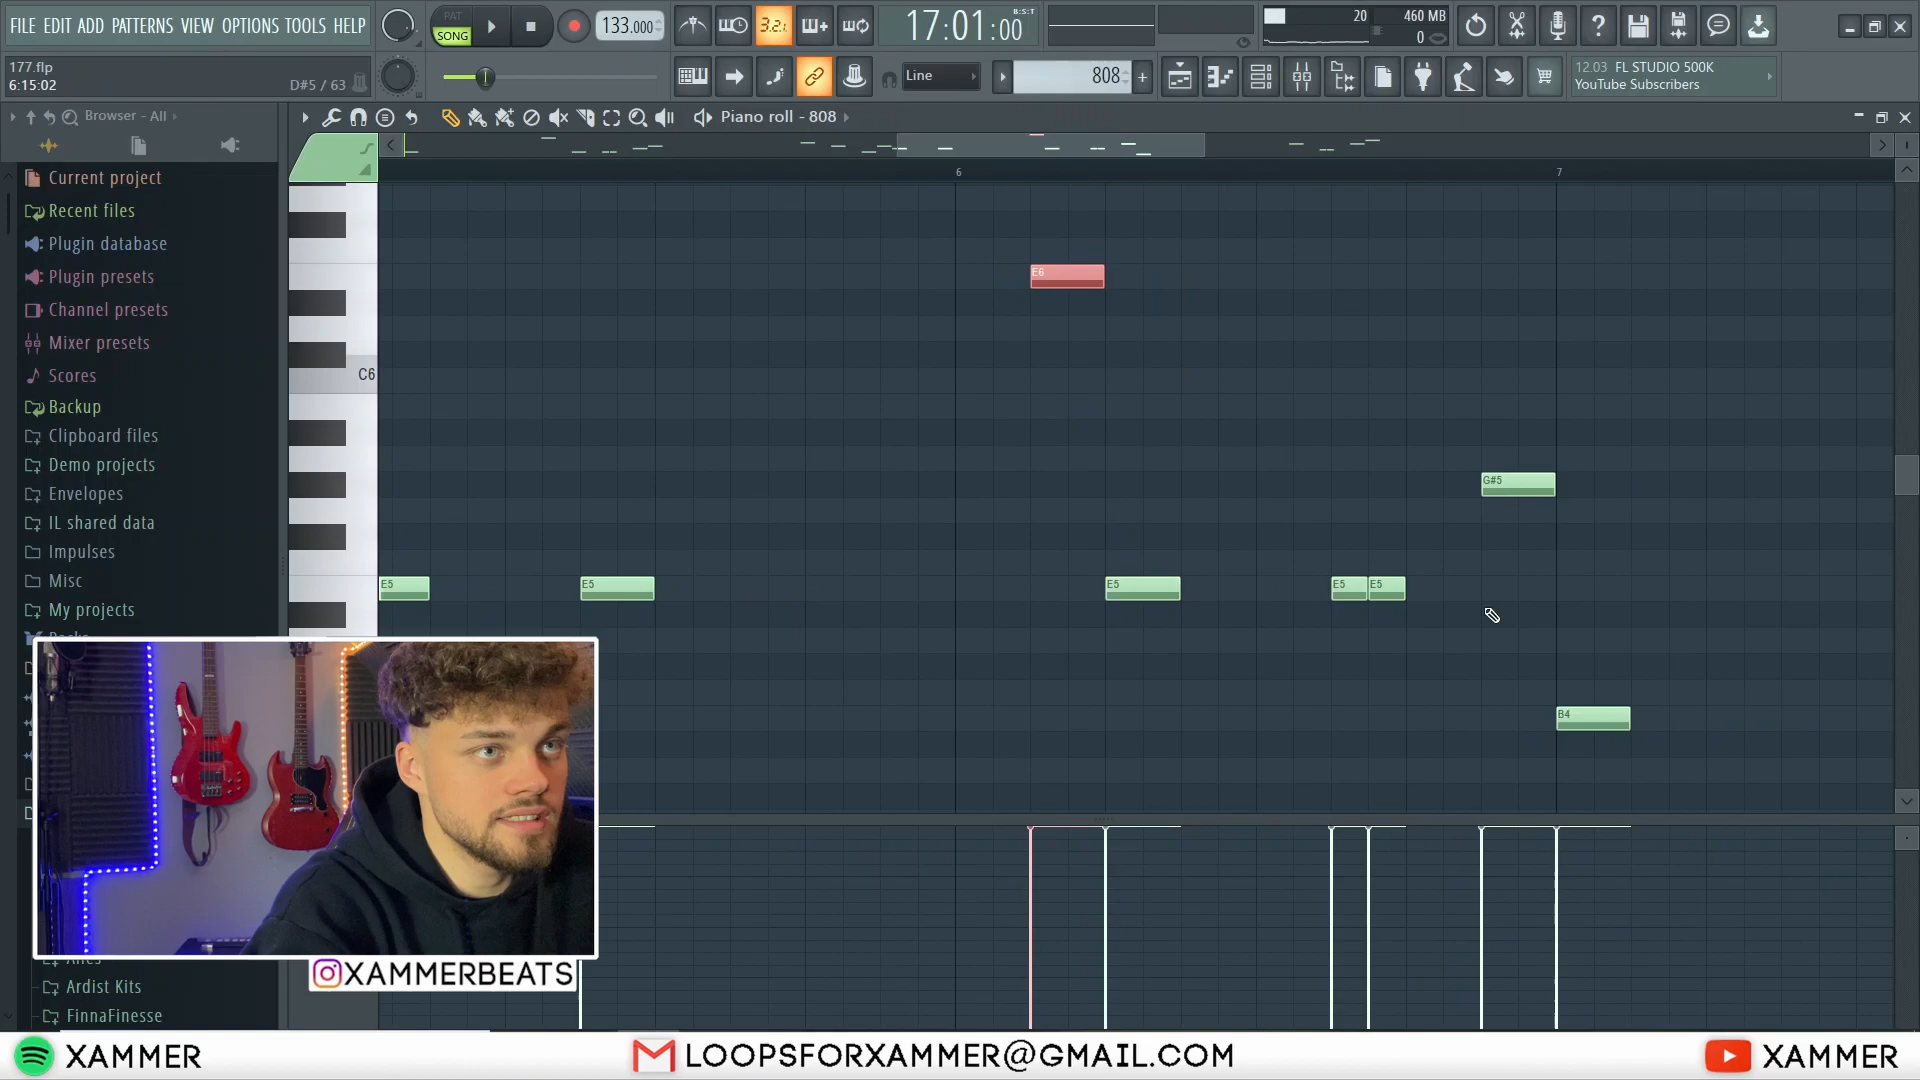 FILE EDIT ADD PATTERNS VIEW OPTIONS TOOLS HELP
PAT
SONG
133.000
3.2.
17:01:00
B:S:T
20
460 MB
0
177.flp
6:15:02
D#5 / 63
Line
808
12.03 FL STUDIO 500K
YouTube Subscribers
Browser - All
Piano roll - 808
Current project
Recent files
Plugin database
Plugin presets
Channel presets
Mixer presets
Scores
Backup
Clipboard files
Demo projects
Envelopes
IL shared data
Impulses
Misc
My projects
Ardist Kits
FinnaFinesse
6
7
E6
C6
G#5
E5
E5
E5
E5
E5
B4
XAMMERBEATS
XAMMER
LOOPSFORXAMMER@GMAIL.COM
XAMMER